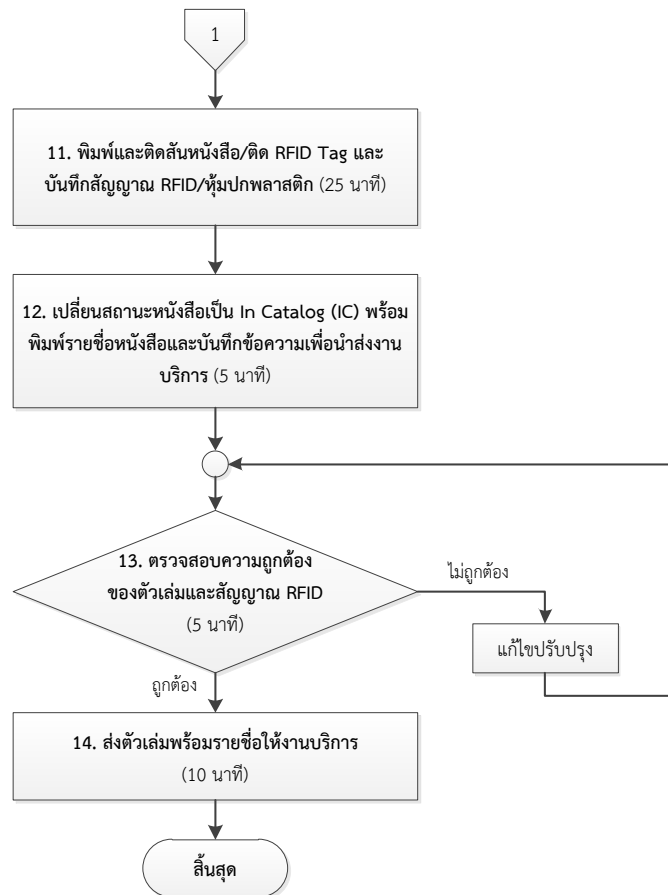 1
11. พิมพ์และติดสันหนังสือ/ติด RFID Tag และ
บันทึกสัญญาณ RFID/หุ้มปกพลาสติก (25 นาที)
12. เปลี่ยนสถานะหนังสือเป็น In Catalog (IC) พร้อม
พิมพ์รายชื่อหนังสือและบันทึกข้อความเพื่อนำส่งงาน
บริการ (5 นาที)
13. ตรวจสอบความถูกต้อง
ของตัวเล่มและสัญญาณ RFID
(5 นาที)
ไม่ถูกต้อง
แก้ไขปรับปรุง
ถูกต้อง
14. ส่งตัวเล่มพร้อมรายชื่อให้งานบริการ
(10 นาที)
สิ้นสุด